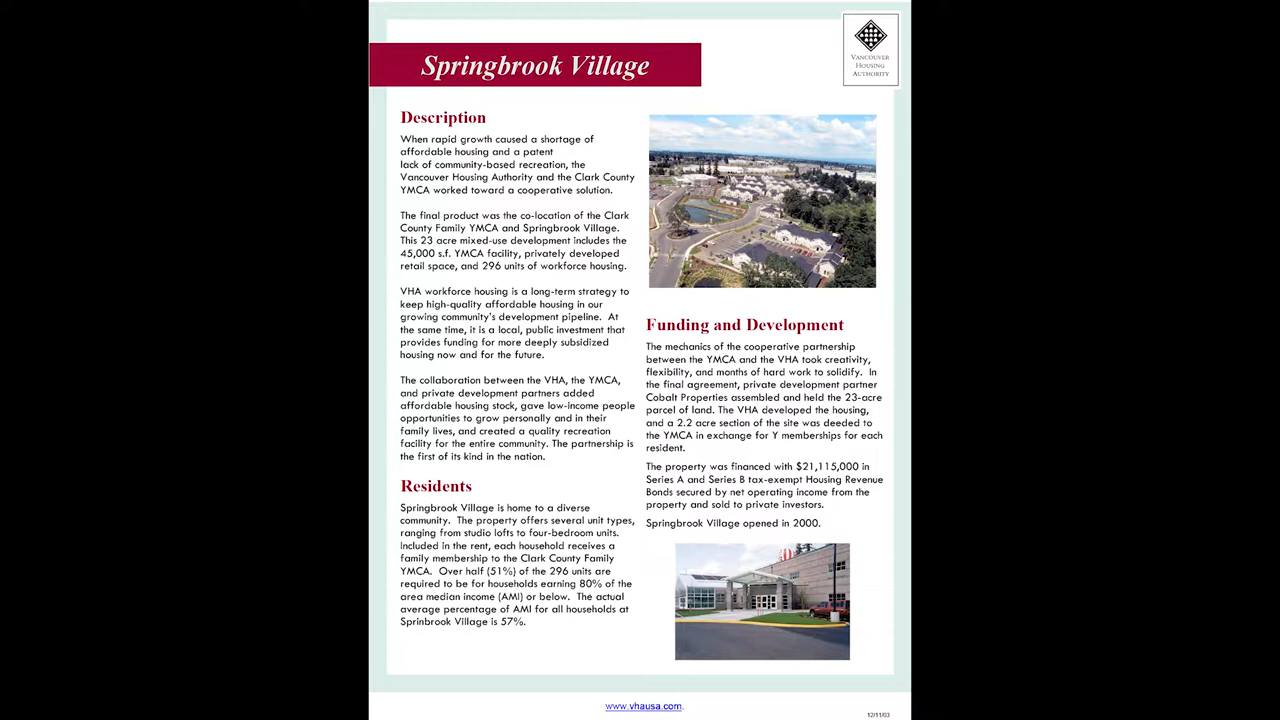 Springbrook Village
VANCOUVER
HOUSING
AUTHORITY
Description
When rapid growth caused a shortage of
affordable housing and a patent
lack of community-based recreation, the
Vancouver Housing Authority and the Clark County
YMCA worked toward a cooperative solution.
The final product was the co-location of the Clark
County Family YMCA and Springbrook Village.
This 23 acre mixed-use development includes the
45,000 s.f. YMCA facility, privately developed
retail space, and 296 units of workforce housing.
VHA workforce housing is a long-term strategy to
keep high-quality affordable housing in our
growing community's development pipeline.  At
the same time, it is a local, public investment that
provides funding for more deeply subsidized
housing now and for the future.
The collaboration between the VHA, the YMCA,
and private development partners added
affordable housing stock, gave low-income people
opportunities to grow personally and in their
family lives, and created a quality recreation
facility for the entire community. The partnership is
the first of its kind in the nation.
Residents
Springbrook Village is home to a diverse
community.  The property offers several unit types,
ranging from studio lofts to four-bedroom units.
Included in the rent, each household receives a
family membership to the Clark County Family
YMCA.  Over half (51%) of the 296 units are
required to be for households earning 80% of the
area median income (AMI) or below.  The actual
average percentage of AMI for all households at
Sprinbrook Village is 57%.
Funding and Development
The mechanics of the cooperative partnership
between the YMCA and the VHA took creativity,
flexibility, and months of hard work to solidify.  In
the final agreement, private development partner
Cobalt Properties assembled and held the 23-acre
parcel of land. The VHA developed the housing,
and a 2.2 acre section of the site was deeded to
the YMCA in exchange for Y memberships for each
resident.
The property was financed with $21,115,000 in
Series A and Series B tax-exempt Housing Revenue
Bonds secured by net operating income from the
property and sold to private investors.
Springbrook Village opened in 2000.
www.vhausa.com.
12/11/03